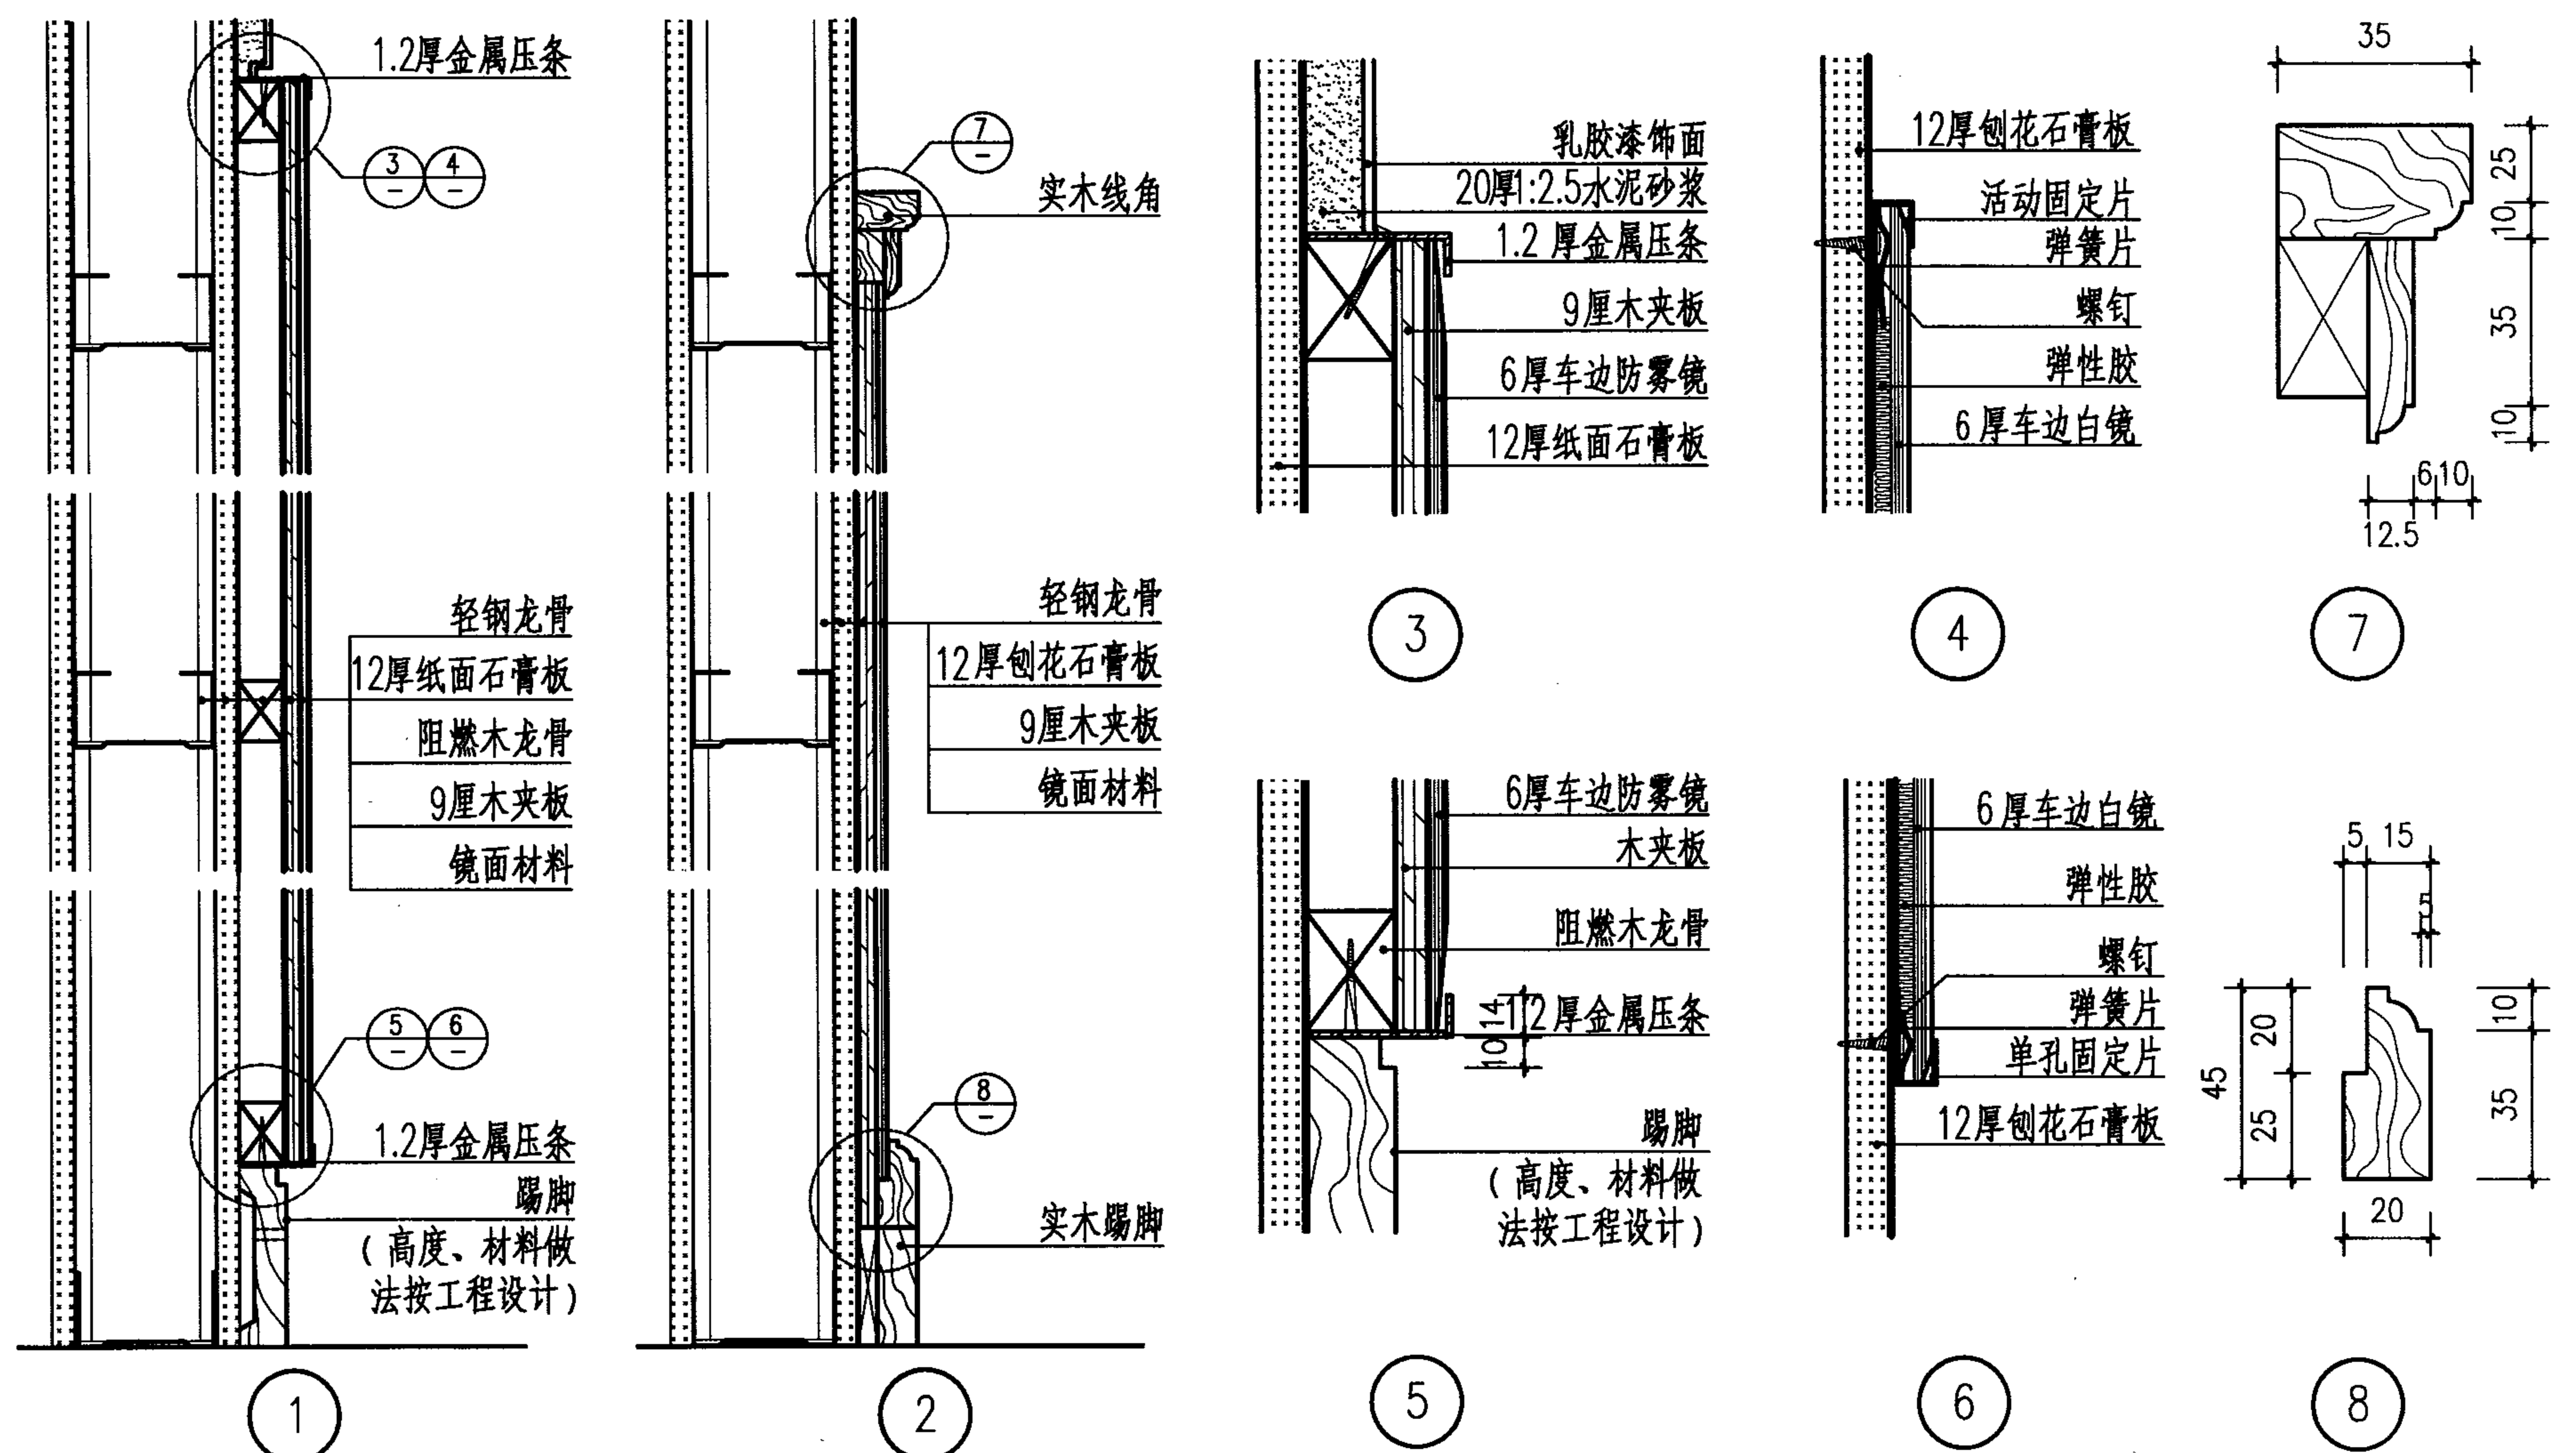 1.2厚金属压条
3
-
4
-
轻钢龙骨
12厚纸面石膏板
阻燃木龙骨
9厘木夹板
镜面材料
5
-
6
-
1.2厚金属压条
踢脚
(高度、材料做
法按工程设计)
1
7
-
实木线角
轻钢龙骨
12厚刨花石膏板
9厘木夹板
镜面材料
8
-
实木踢脚
2
乳胶漆饰面
20厚1:2.5水泥砂浆
1.2 厚金属压条
9厘木夹板
6厚车边防雾镜
12厚纸面石膏板
3
12厚刨花石膏板
活动固定片
弹簧片
螺钉
弹性胶
6厚车边白镜
4
35
25
10
35
10
6
10
12.5
7
6厚车边防雾镜
木夹板
阻燃木龙骨
14
1.2厚金属压条
10
踢脚
(高度、材料做
法按工程设计)
5
6厚车边白镜
弹性胶
螺钉
弹簧片
单孔固定片
12厚刨花石膏板
6
5
15
5
10
20
45
35
25
20
8